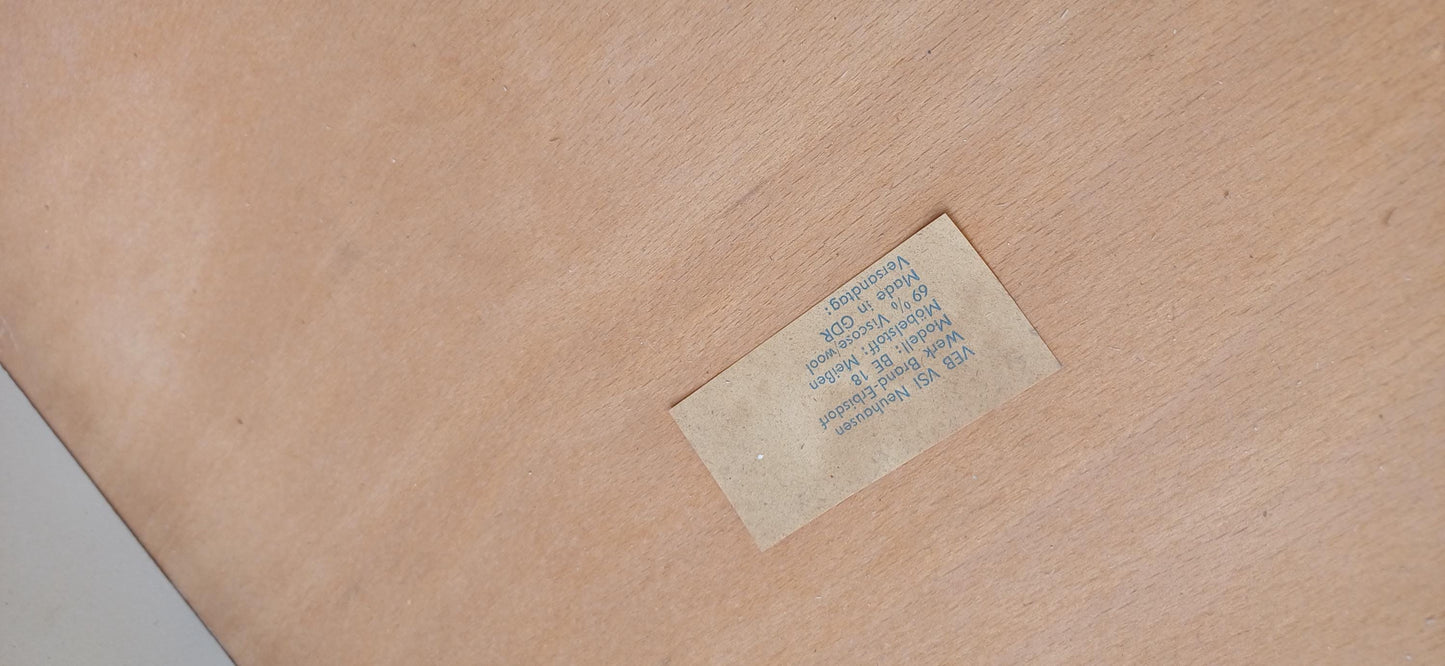 VEB VSI Neuhausen
Werk Brand-Erbisdorf
Modell: BE 18
Möbelstoff: Meißen
69 % Viscose/wool
Made in GDR
Versandtag: